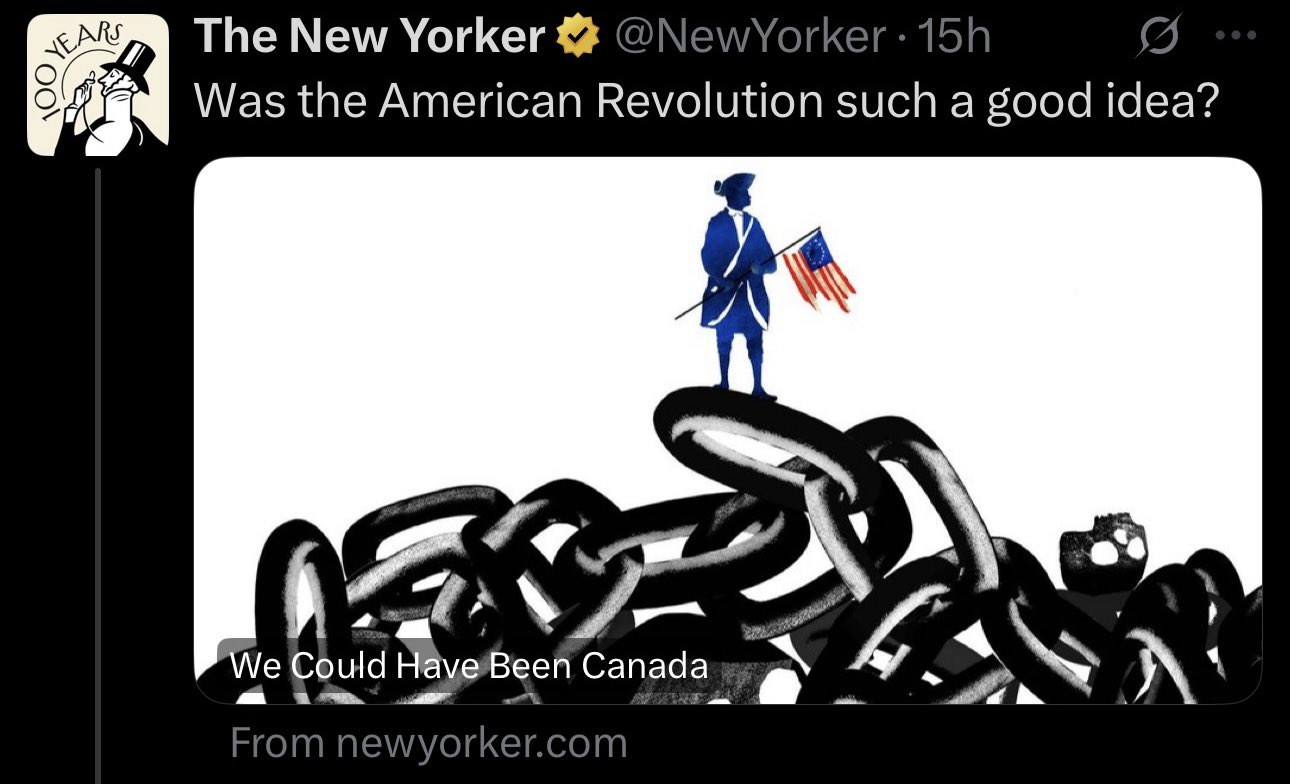 100 YEARS
The New Yorker @NewYorker · 15h
Was the American Revolution such a good idea?
We Could Have Been Canada
From newyorker.com